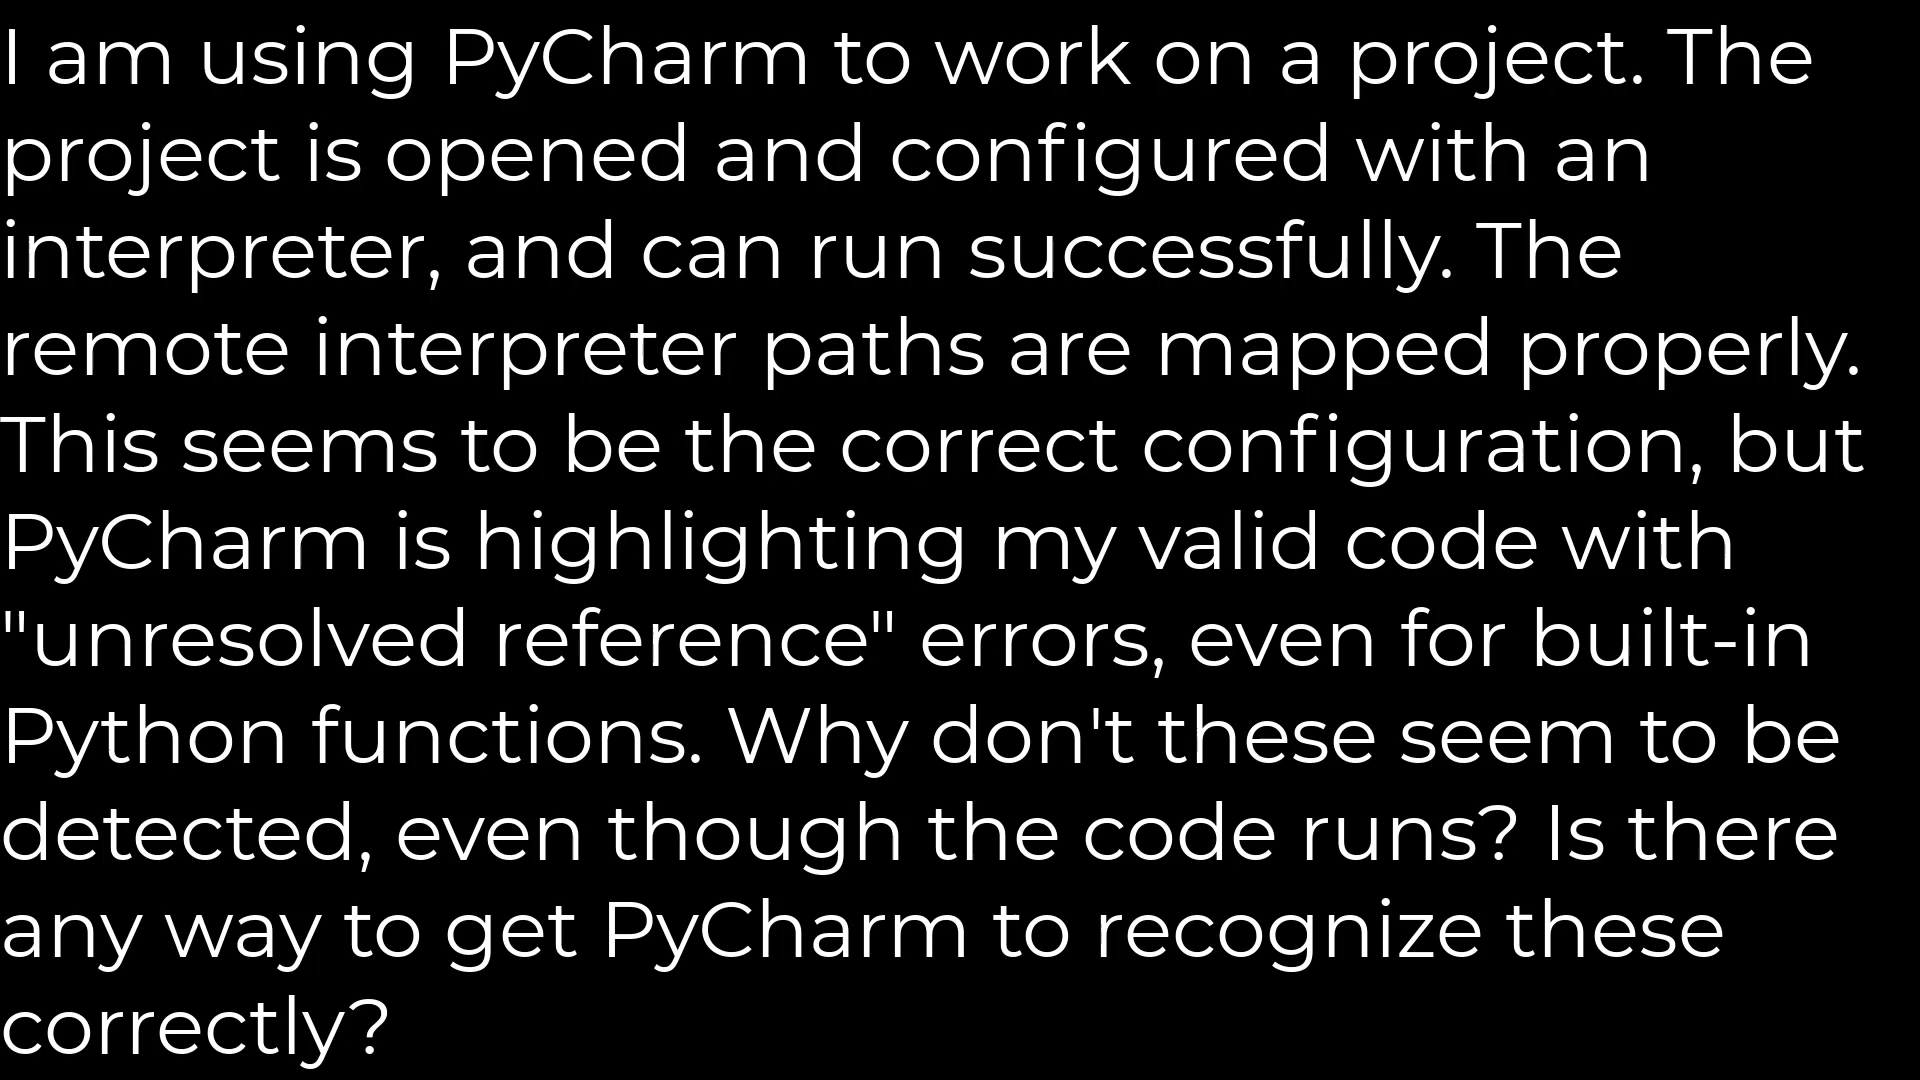 I am using PyCharm to work on a project. The
project is opened and configured with an
interpreter, and can run successfully. The
remote interpreter paths are mapped properly.
This seems to be the correct configuration, but
PyCharm is highlighting my valid code with
"unresolved reference" errors, even for built-in
Python functions. Why don't these seem to be
detected, even though the code runs? Is there
any way to get PyCharm to recognize these
correctly?